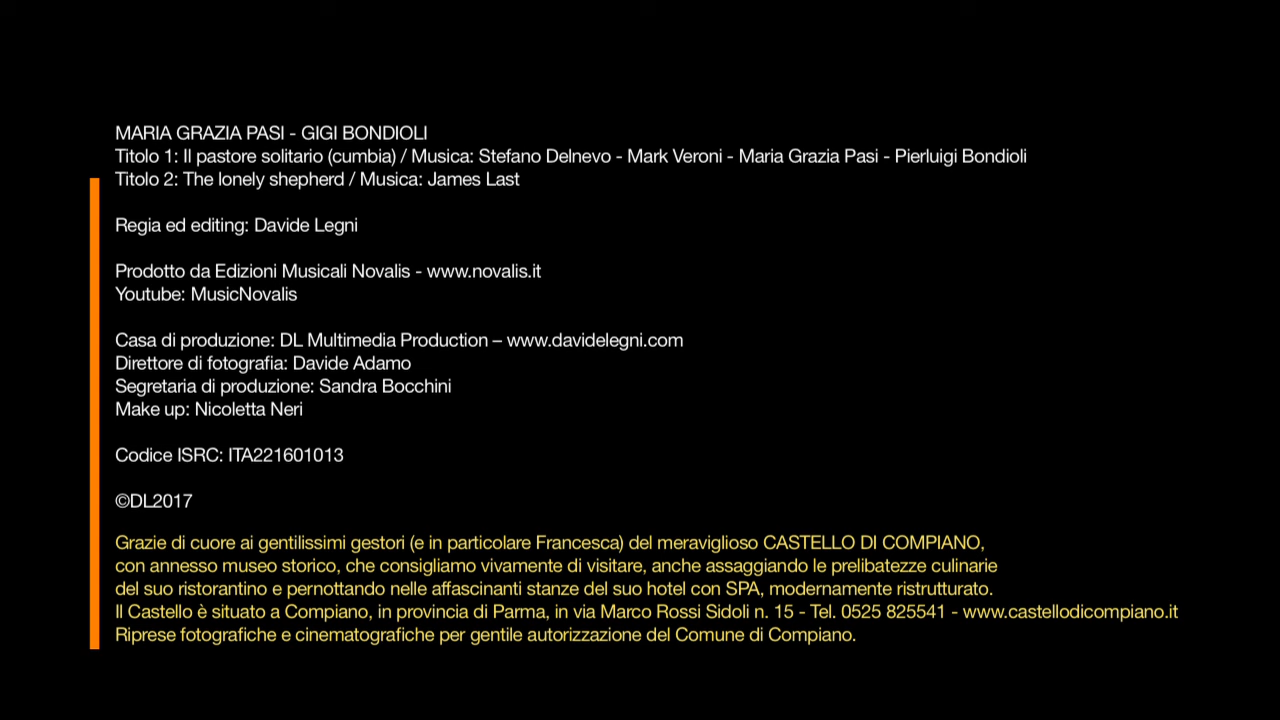 MARIA GRAZIA PASI - GIGI BONDIOLI
Titolo 1: Il pastore solitario (cumbia) / Musica: Stefano Delnevo - Mark Veroni - Maria Grazia Pasi - Pierluigi Bondioli
Titolo 2: The lonely shepherd / Musica: James Last
Regia ed editing: Davide Legni
Prodotto da Edizioni Musicali Novalis - www.novalis.it
Youtube: MusicNovalis
Casa di produzione: DL Multimedia Production – www.davidelegni.com
Direttore di fotografia: Davide Adamo
Segretaria di produzione: Sandra Bocchini
Make up: Nicoletta Neri
Codice ISRC: ITA221601013
©DL2017
Grazie di cuore ai gentilissimi gestori (e in particolare Francesca) del meraviglioso CASTELLO DI COMPIANO,
con annesso museo storico, che consigliamo vivamente di visitare, anche assaggiando le prelibatezze culinarie
del suo ristorantino e pernottando nelle affascinanti stanze del suo hotel con SPA, modernamente ristrutturato.
Il Castello è situato a Compiano, in provincia di Parma, in via Marco Rossi Sidoli n. 15 - Tel. 0525 825541 - www.castellodicompiano.it
Riprese fotografiche e cinematografiche per gentile autorizzazione del Comune di Compiano.